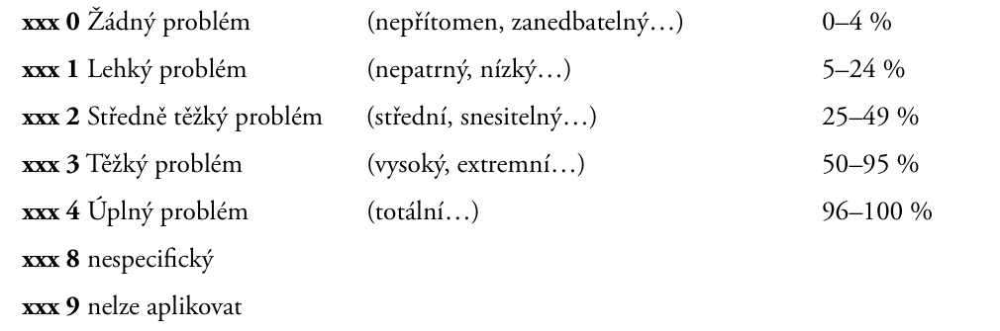 xxx 0 Žádný problém (nepřítomen, zanedbatelný…) 0–4 %
xxx 1 Lehký problém (nepatrný, nízký…) 5–24 %
xxx 2 Středně těžký problém (střední, snesitelný…) 25–49 %
xxx 3 Těžký problém (vysoký, extremní…) 50–95 %
xxx 4 Úplný problém (totální…) 96–100 %
xxx 8 nespecifický
xxx 9 nelze aplikovat